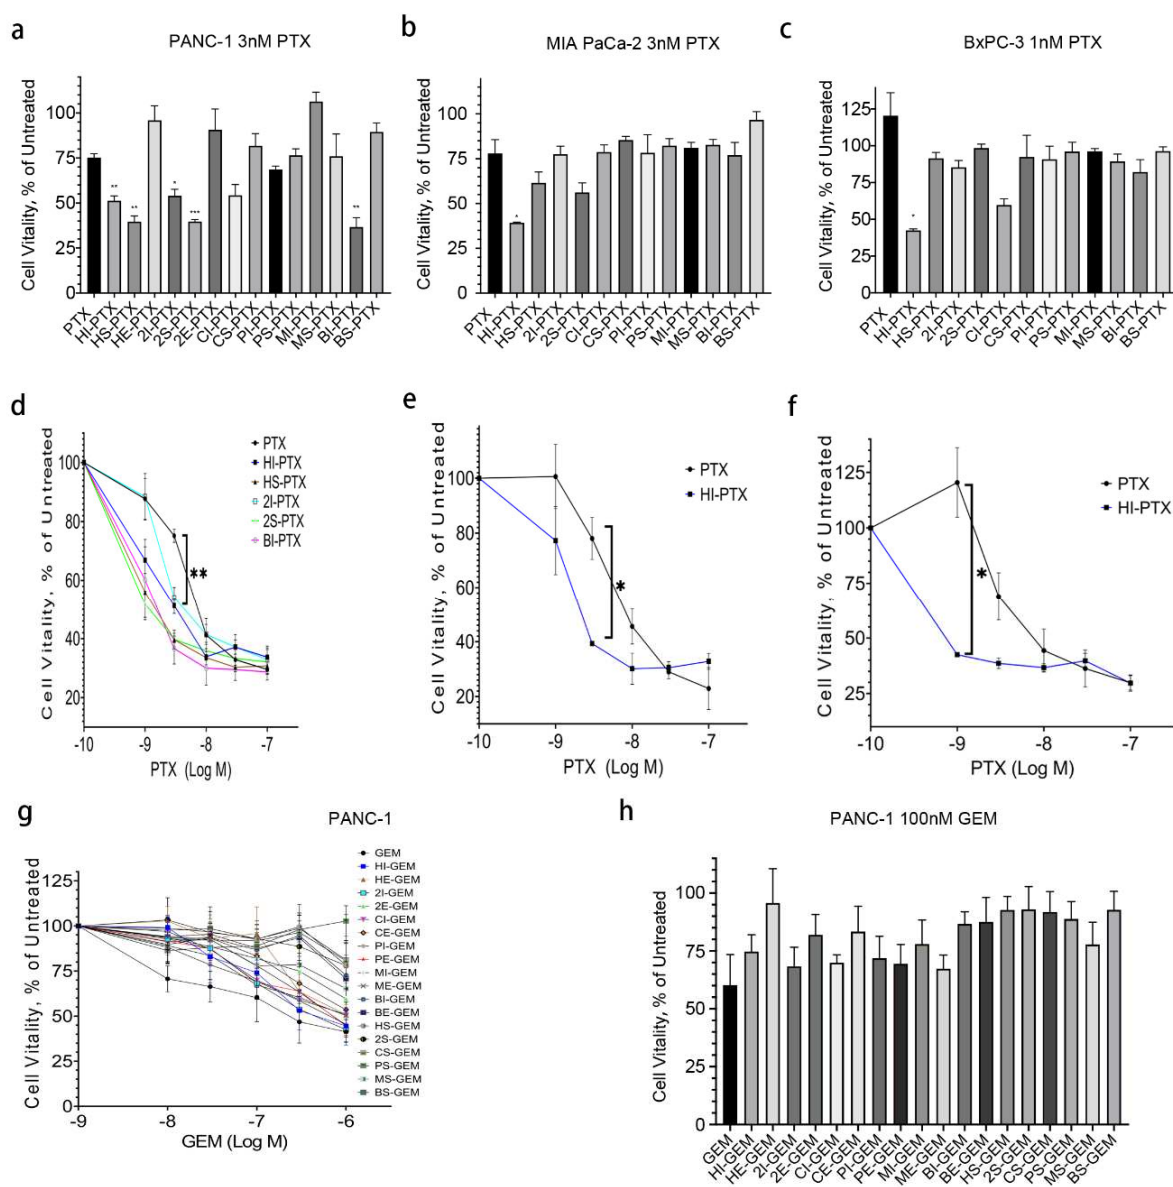 a
PANC-1 3nM PTX
Cell Vitality, % of Untreated
100
75
50
25
0
** ** * *** **
PTX
HI-PTX
HS-PTX
HE-PTX
2I-PTX
2S-PTX
2E-PTX
CI-PTX
CS-PTX
PI-PTX
PS-PTX
MI-PTX
MS-PTX
BI-PTX
BS-PTX
b
MIA PaCa-2 3nM PTX
Cell Vitality, % of Untreated
100
75
50
25
0
*
PTX
HI-PTX
HS-PTX
2I-PTX
2S-PTX
CI-PTX
CS-PTX
PI-PTX
PS-PTX
MI-PTX
MS-PTX
BI-PTX
BS-PTX
c
BxPC-3 1nM PTX
Cell Vitality, % of Untreated
125
100
75
50
25
0
*
PTX
HI-PTX
HS-PTX
2I-PTX
2S-PTX
CI-PTX
CS-PTX
PI-PTX
PS-PTX
MI-PTX
MS-PTX
BI-PTX
BS-PTX
d
Cell Vitality, % of Untreated
100
80
60
40
20
PTX
HI-PTX
HS-PTX
2I-PTX
2S-PTX
BI-PTX
**
-10 -9 -8 -7
PTX (Log M)
e
Cell Vitality, % of Untreated
100
80
60
40
20
PTX
HI-PTX
*
-10 -9 -8 -7
PTX (Log M)
f
Cell Vitality, % of Untreated
125
100
75
50
25
PTX
HI-PTX
*
-10 -9 -8 -7
PTX (Log M)
g
PANC-1
Cell Vitality, % of Untreated
125
100
75
50
25
0
-9 -8 -7 -6
GEM (Log M)
GEM
HI-GEM
HE-GEM
2I-GEM
2E-GEM
CI-GEM
CE-GEM
PI-GEM
PE-GEM
MI-GEM
ME-GEM
BI-GEM
BE-GEM
HS-GEM
2S-GEM
CS-GEM
PS-GEM
MS-GEM
BS-GEM
h
PANC-1 100nM GEM
Cell Vitality, % of Untreated
100
75
50
25
0
GEM
HI-GEM
HE-GEM
2I-GEM
2E-GEM
CI-GEM
CE-GEM
PI-GEM
PE-GEM
MI-GEM
ME-GEM
BI-GEM
BE-GEM
HS-GEM
2S-GEM
CS-GEM
PS-GEM
MS-GEM
BS-GEM